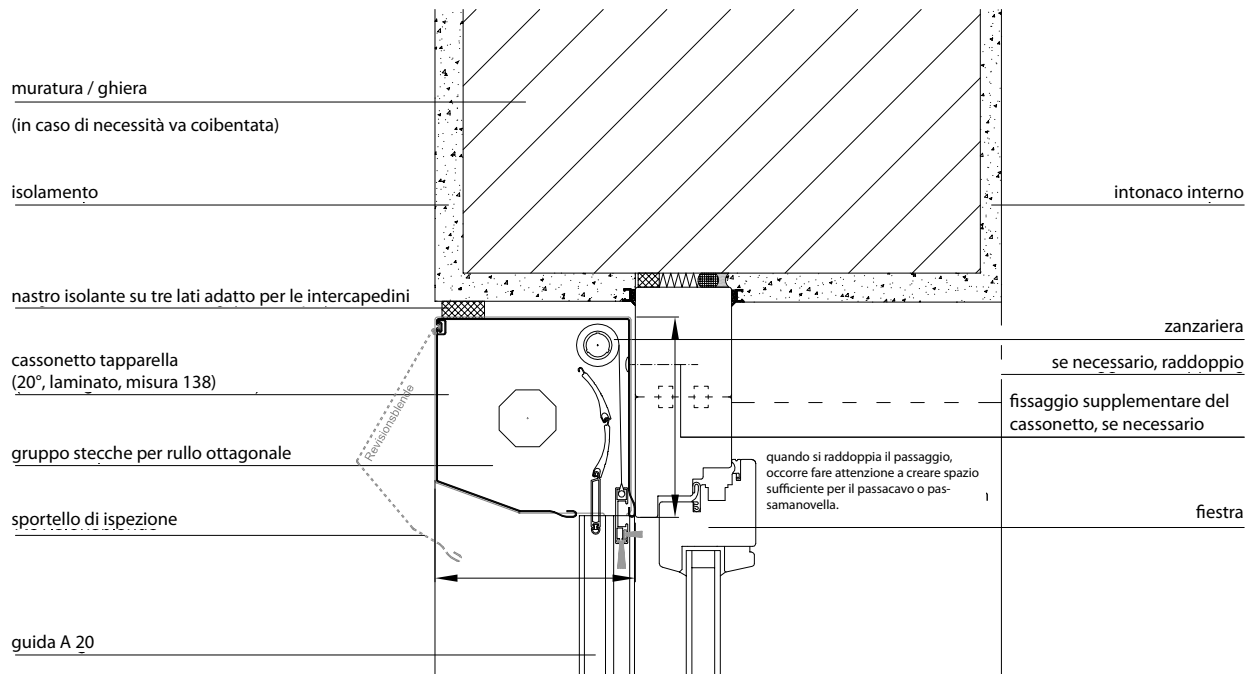 muratura / ghiera
(in caso di necessità va coibentata)
isolamento
nastro isolante su tre lati adatto per le intercapedini
cassonetto tapparella
(20°, laminato, misura 138)
gruppo stecche per rullo ottagonale
sportello di ispezione
guida A 20
Revisionsblende
intonaco interno
zanzariera
se necessario, raddoppio
fissaggio supplementare del
cassonetto, se necessario
quando si raddoppia il passaggio,
occorre fare attenzione a creare spazio
sufficiente per il passacavo o pas-
samanovella.
fiestra